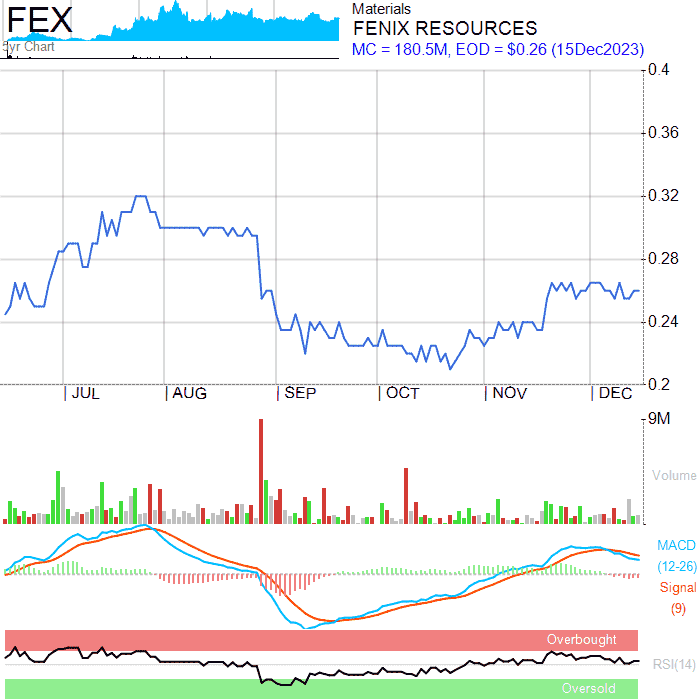 FEX
5yr Chart
Materials
FENIX RESOURCES
MC = 180.5M, EOD = $0.26 (15Dec2023)
0.4
0.36
0.32
0.28
0.24
0.2
JUL AUG SEP OCT NOV DEC
9M
Volume
MACD
(12-26)
Signal
(9)
Overbought
RSI(14)
Oversold